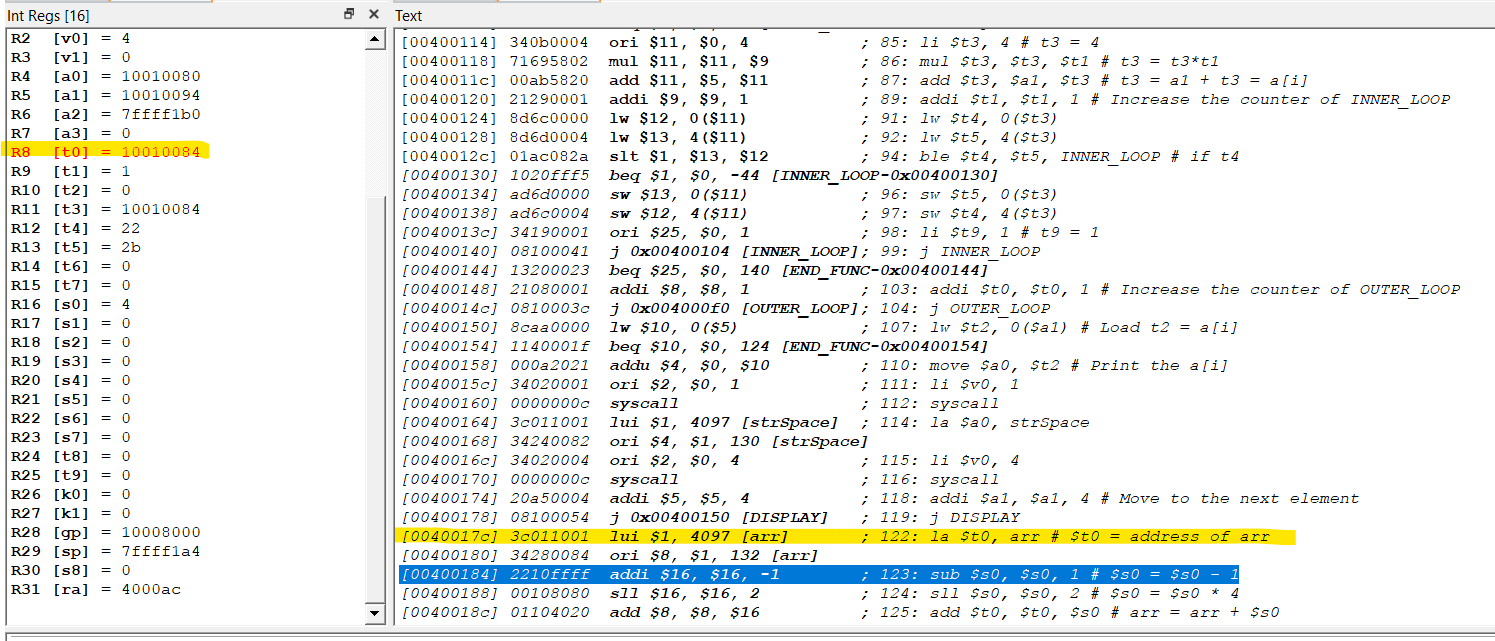 Int Regs [16]
R2 [v0] = 4
R3 [v1] = 0
R4 [a0] = 10010080
R5 [a1] = 10010094
R6 [a2] = 7ffff1b0
R7 [a3] = 0
R8 [t0] = 10010084
R9 [t1] = 1
R10 [t2] = 0
R11 [t3] = 10010084
R12 [t4] = 22
R13 [t5] = 2b
R14 [t6] = 0
R15 [t7] = 0
R16 [s0] = 4
R17 [s1] = 0
R18 [s2] = 0
R19 [s3] = 0
R20 [s4] = 0
R21 [s5] = 0
R22 [s6] = 0
R23 [s7] = 0
R24 [t8] = 0
R25 [t9] = 0
R26 [k0] = 0
R27 [k1] = 0
R28 [gp] = 10008000
R29 [sp] = 7ffff1a4
R30 [s8] = 0
R31 [ra] = 4000ac
Text
[00400114] 340b0004 ori $11, $0, 4 ; 85: li $t3, 4 # t3 = 4
[00400118] 71695802 mul $11, $11, $9 ; 86: mul $t3, $t3, $t1 # t3 = t3*t1
[0040011c] 00ab5820 add $11, $5, $11 ; 87: add $t3, $a1, $t3 # t3 = a1 + t3 = a[i]
[00400120] 21290001 addi $9, $9, 1 ; 89: addi $t1, $t1, 1 # Increase the counter of INNER_LOOP
[00400124] 8d6c0000 lw $12, 0($11) ; 91: lw $t4, 0($t3)
[00400128] 8d6d0004 lw $13, 4($11) ; 92: lw $t5, 4($t3)
[0040012c] 01ac082a slt $1, $13, $12 ; 94: ble $t4, $t5, INNER_LOOP # if t4
[00400130] 1020fff5 beq $1, $0, -44 [INNER_LOOP-0x00400130]
[00400134] ad6d0000 sw $13, 0($11) ; 96: sw $t5, 0($t3)
[00400138] ad6c0004 sw $12, 4($11) ; 97: sw $t4, 4($t3)
[0040013c] 34190001 ori $25, $0, 1 ; 98: li $t9, 1 # t9 = 1
[00400140] 08100041 j 0x00400104 [INNER_LOOP]; 99: j INNER_LOOP
[00400144] 13200023 beq $25, $0, 140 [END_FUNC-0x00400144]
[00400148] 21080001 addi $8, $8, 1 ; 103: addi $t0, $t0, 1 # Increase the counter of OUTER_LOOP
[0040014c] 0810003c j 0x004000f0 [OUTER_LOOP]; 104: j OUTER_LOOP
[00400150] 8caa0000 lw $10, 0($5) ; 107: lw $t2, 0($a1) # Load t2 = a[i]
[00400154] 1140001f beq $10, $0, 124 [END_FUNC-0x00400154]
[00400158] 000a2021 addu $4, $0, $10 ; 110: move $a0, $t2 # Print the a[i]
[0040015c] 34020001 ori $2, $0, 1 ; 111: li $v0, 1
[00400160] 0000000c syscall ; 112: syscall
[00400164] 3c011001 lui $1, 4097 [strSpace] ; 114: la $a0, strSpace
[00400168] 34240082 ori $4, $1, 130 [strSpace]
[0040016c] 34020004 ori $2, $0, 4 ; 115: li $v0, 4
[00400170] 0000000c syscall ; 116: syscall
[00400174] 20a50004 addi $5, $5, 4 ; 118: addi $a1, $a1, 4 # Move to the next element
[00400178] 08100054 j 0x00400150 [DISPLAY] ; 119: j DISPLAY
[0040017c] 3c011001 lui $1, 4097 [arr] ; 122: la $t0, arr # $t0 = address of arr
[00400180] 34280084 ori $8, $1, 132 [arr]
[00400184] 2210ffff addi $16, $16, -1 ; 123: sub $s0, $s0, 1 # $s0 = $s0 - 1
[00400188] 00108080 sll $16, $16, 2 ; 124: sll $s0, $s0, 2 # $s0 = $s0 * 4
[0040018c] 01104020 add $8, $8, $16 ; 125: add $t0, $t0, $s0 # arr = arr + $s0